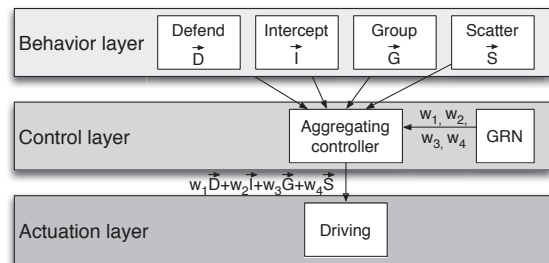 Behavior layer
Defend
D⃗
Intercept
I⃗
Group
G⃗
Scatter
S⃗
Control layer
Aggregating
controller
w₁, w₂,
w₃, w₄
GRN
w₁D⃗+w₂I⃗+w₃G⃗+w₄S⃗
Actuation layer
Driving